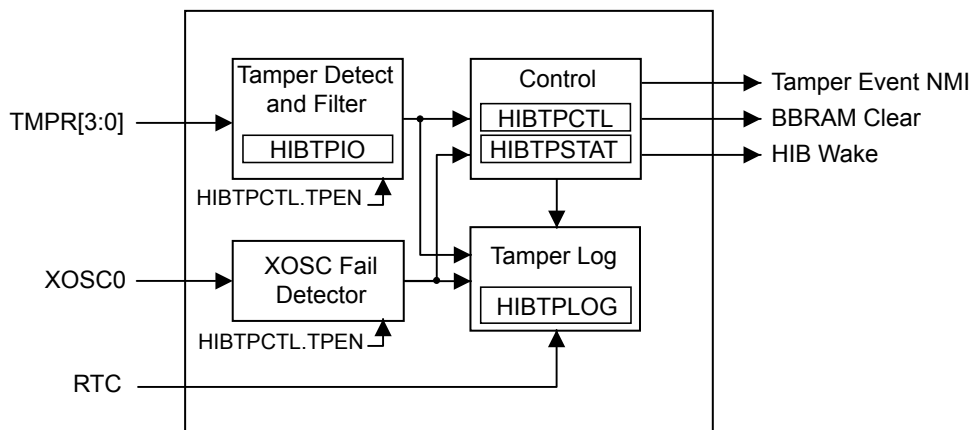 Tamper Detect
and Filter
HIBTPIO
HIBTPCTL.TPEN
TMPR[3:0]
Control
HIBTPCTL
HIBTPSTAT
Tamper Event NMI
BBRAM Clear
HIB Wake
XOSC0
XOSC Fail
Detector
HIBTPCTL.TPEN
Tamper Log
HIBTPLOG
RTC